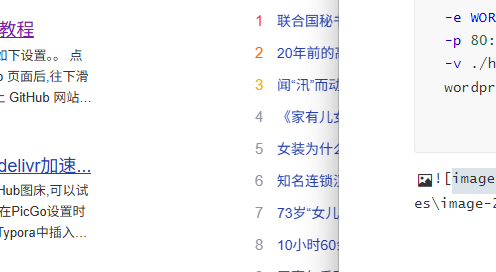 教程
如下设置。。 点
页面后,往下滑
GitHub 网站...
delivr加速...
Hub图床,可以试
在PicGo设置时
Typora中插入...
1 联合国秘书
2 20年前的
3 闻“汛”而动
4 《家有儿女
5 女装为什么
6 知名连锁
7 73岁“女儿
8 10小时60
-e WOR
-p 80:
-v ./h
wordpr
![image
es\image-2